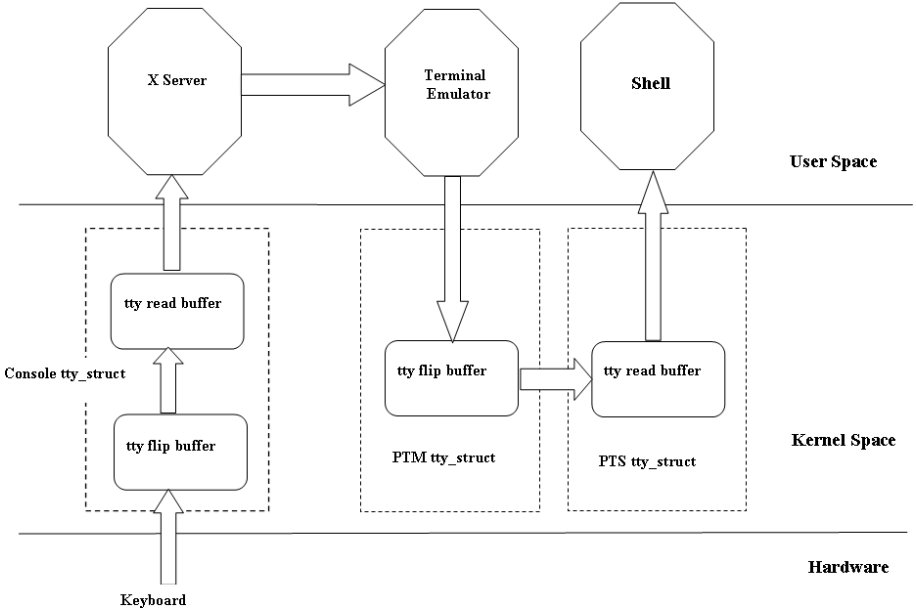 X Server
Terminal
Emulator
Shell
User Space
tty read buffer
Console tty_struct
tty flip buffer
tty flip buffer
tty read buffer
PTM tty_struct
PTS tty_struct
Kernel Space
Hardware
Keyboard